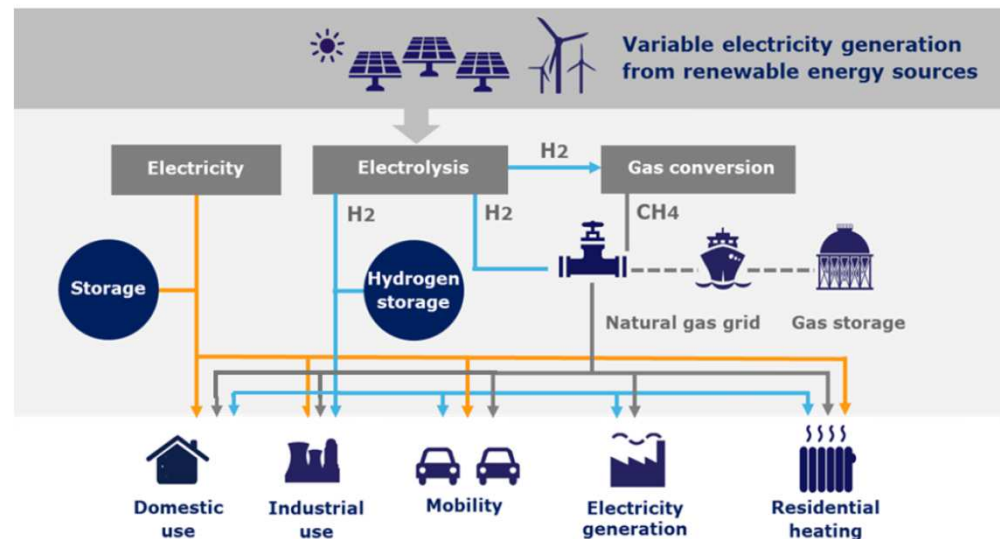 Variable electricity generation
from renewable energy sources
Electricity
Electrolysis
H2
Gas conversion
H2
H2
CH4
Storage
Hydrogen
storage
Natural gas grid
Gas storage
Domestic
use
Industrial
use
Mobility
Electricity
generation
Residential
heating